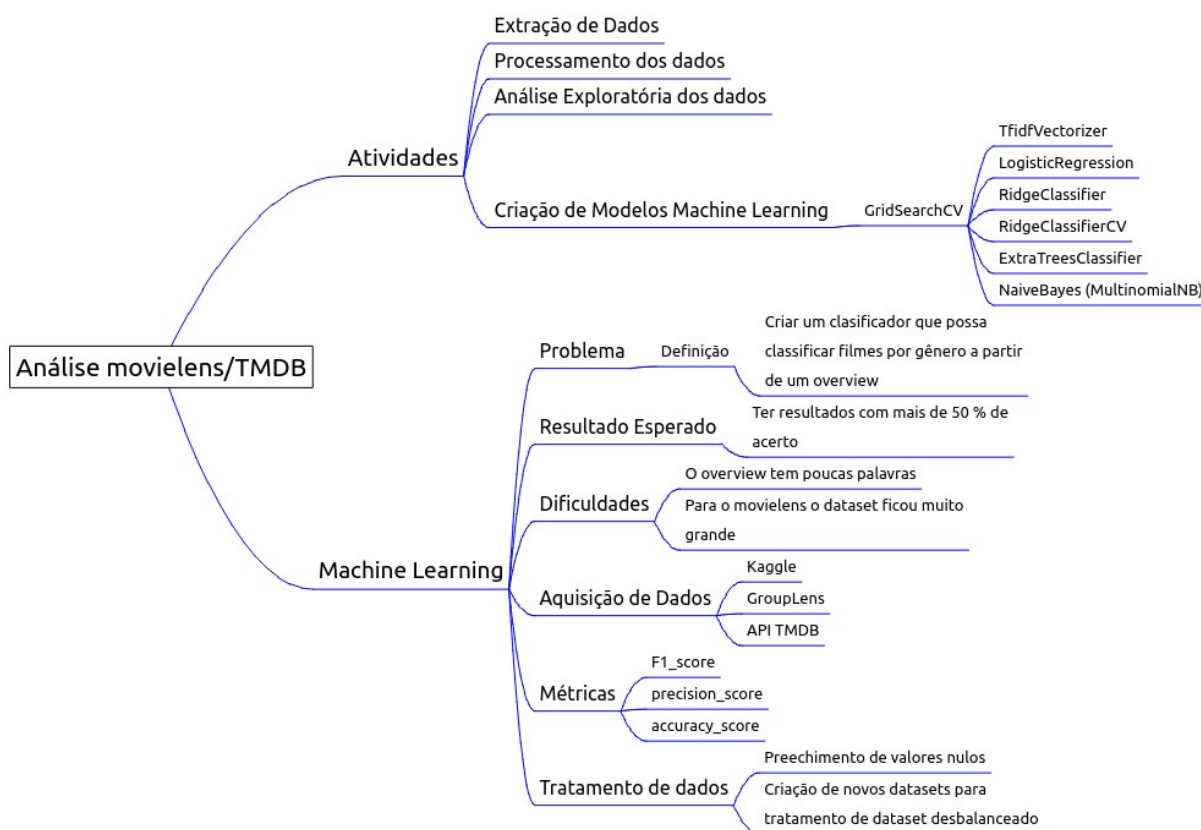 Análise movielens/TMDB
Atividades
Extração de Dados
Processamento dos dados
Análise Exploratória dos dados
Criação de Modelos Machine Learning
GridSearchCV
TfidfVectorizer
LogisticRegression
RidgeClassifier
RidgeClassifierCV
ExtraTreesClassifier
NaiveBayes (MultinomialNB)
Machine Learning
Problema
Definição
Criar um clasificador que possa
classificar filmes por gênero a partir
de um overview
Resultado Esperado
Ter resultados com mais de 50 % de
acerto
Dificuldades
O overview tem poucas palavras
Para o movielens o dataset ficou muito
grande
Aquisição de Dados
Kaggle
GroupLens
API TMDB
Métricas
F1_score
precision_score
accuracy_score
Tratamento de dados
Preechimento de valores nulos
Criação de novos datasets para
tratamento de dataset desbalanceado